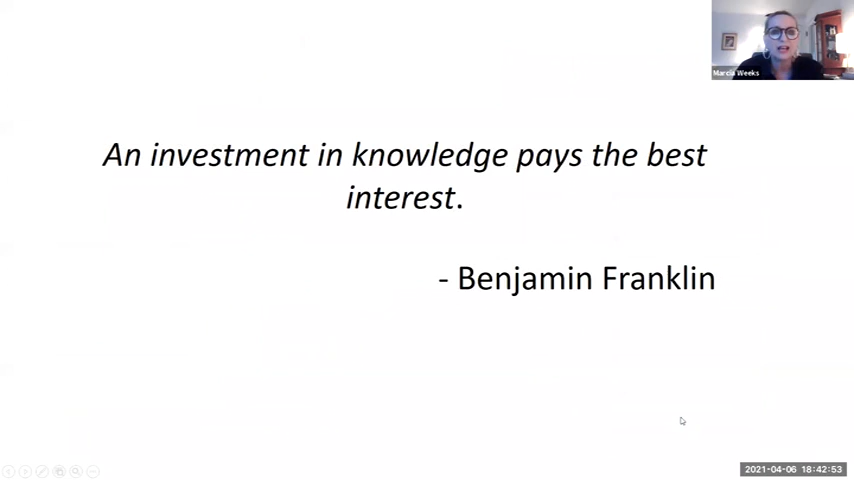 Marcia Weeks
An investment in knowledge pays the best
interest.
- Benjamin Franklin
2021-04-06 18:42:53